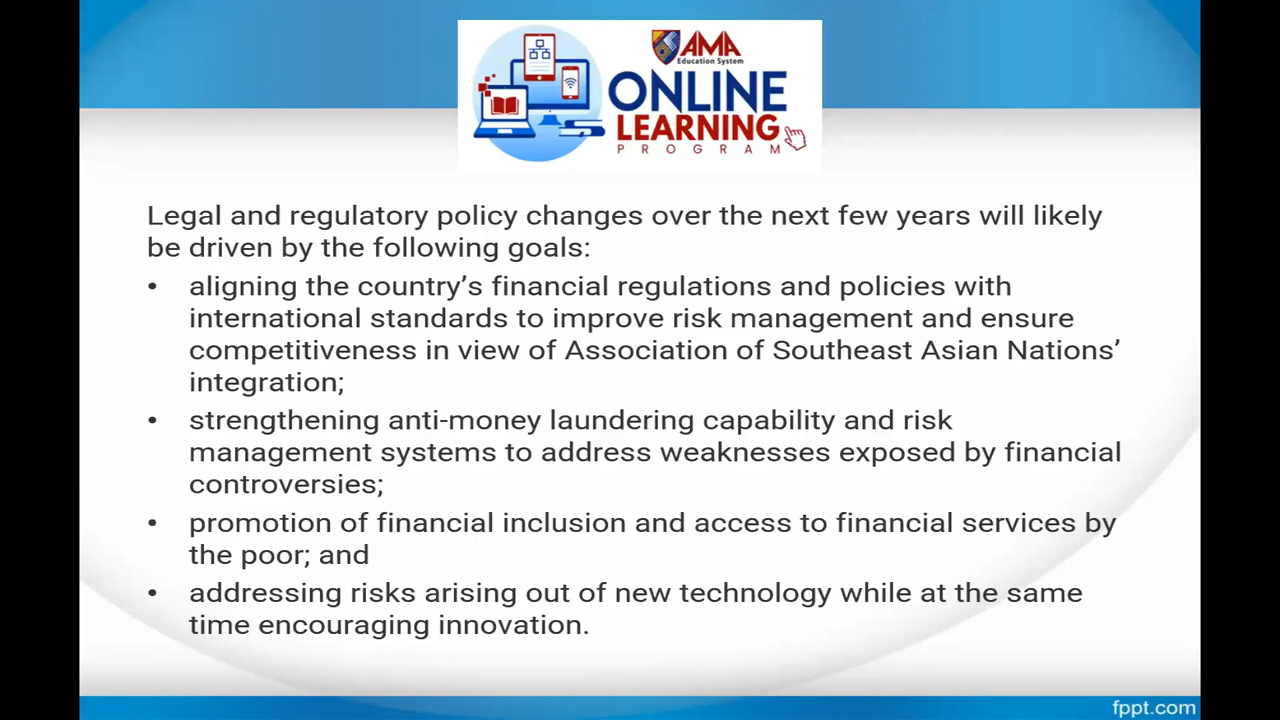 AMA
Education System
ONLINE
LEARNING
PROGRAM
Legal and regulatory policy changes over the next few years will likely
be driven by the following goals:
• aligning the country’s financial regulations and policies with
international standards to improve risk management and ensure
competitiveness in view of Association of Southeast Asian Nations’
integration;
• strengthening anti-money laundering capability and risk
management systems to address weaknesses exposed by financial
controversies;
• promotion of financial inclusion and access to financial services by
the poor; and
• addressing risks arising out of new technology while at the same
time encouraging innovation.
fppt.com